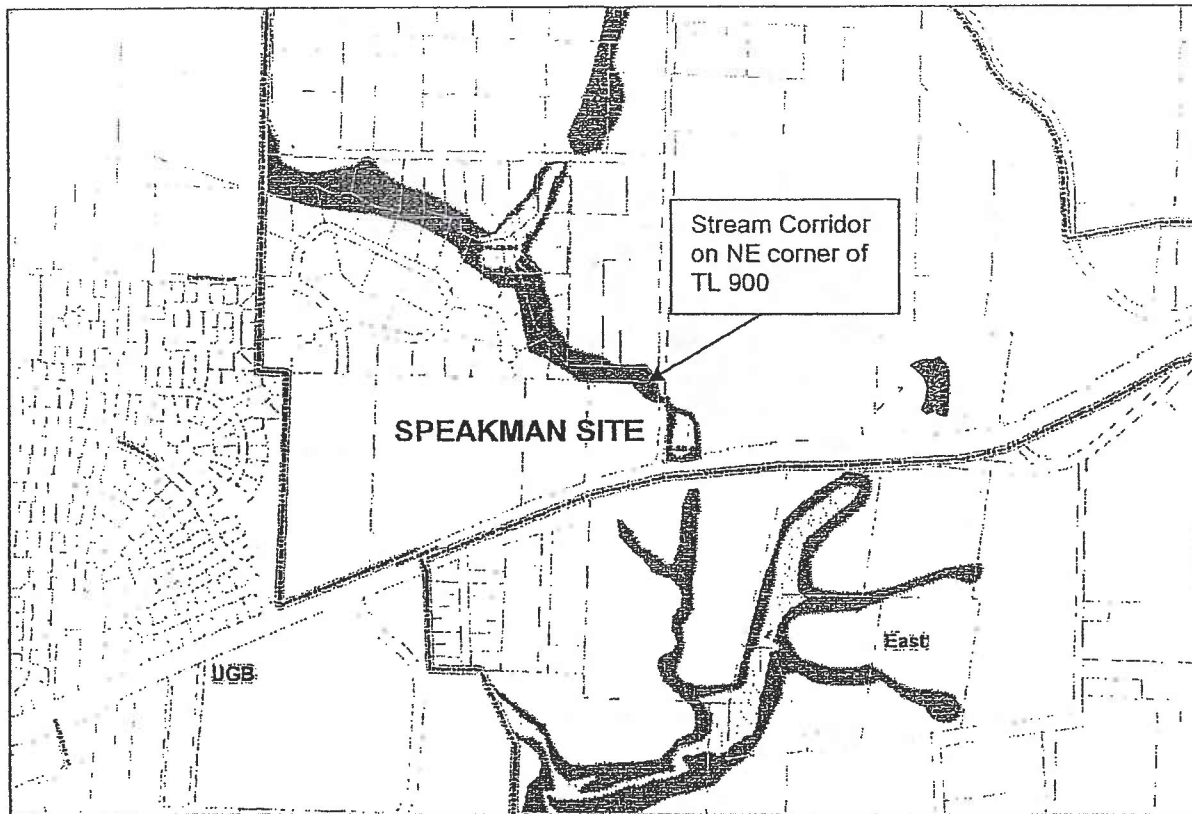 Stream Corridor
on NE corner of
TL 900
SPEAKMAN SITE
East
UGB